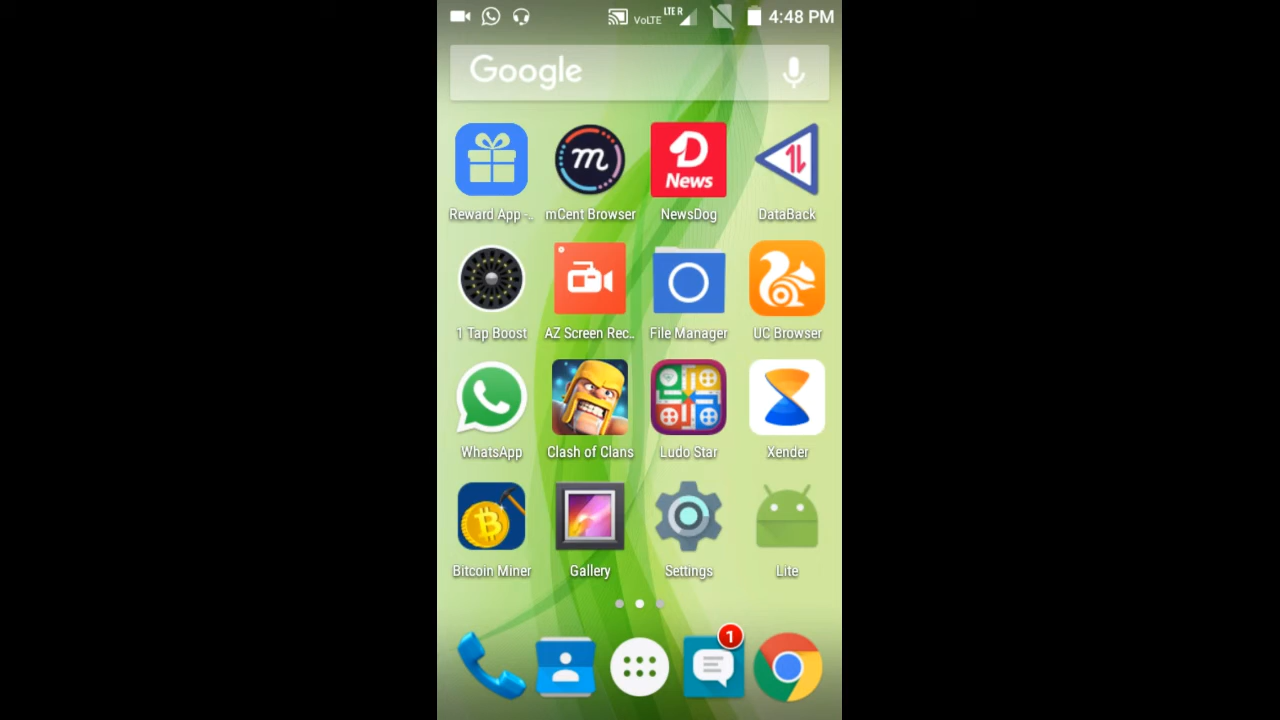 VoLTE LTE R 4:48 PM
Google
D
News
m
Reward App -.. mCent Browser NewsDog DataBack
1 Tap Boost AZ Screen Rec.. File Manager UC Browser
WhatsApp Clash of Clans Ludo Star Xender
Bitcoin Miner Gallery Settings Lite
1